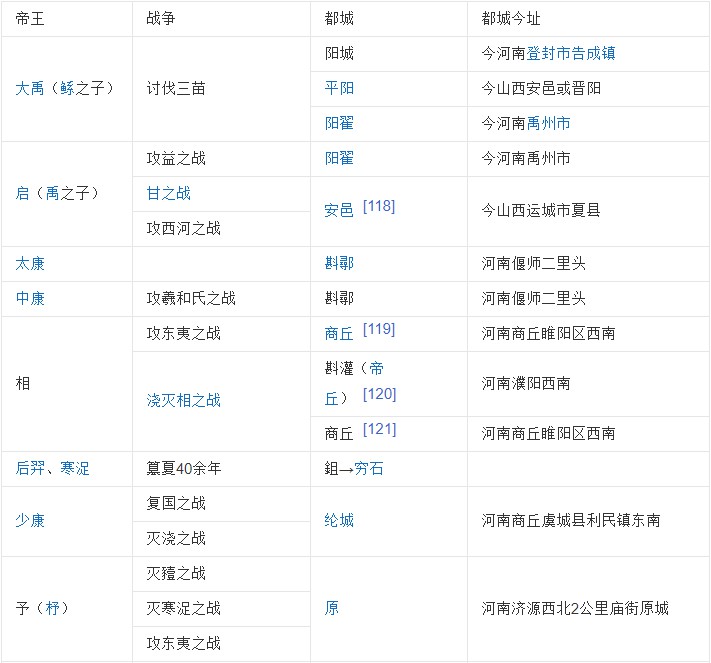 帝王 战争 都城 都城今址
大禹（鲧之子） 讨伐三苗 阳城 今河南登封市告成镇
平阳 今山西安邑或晋阳
阳翟 今河南禹州市
启（禹之子） 攻益之战 阳翟 今河南禹州市
甘之战 安邑 [118] 今山西运城市夏县
攻西河之战
太康 斟鄩 河南偃师二里头
中康 攻羲和氏之战 斟鄩 河南偃师二里头
相 攻东夷之战 商丘 [119] 河南商丘睢阳区西南
浇灭相之战 斟灌（帝
丘） [120] 河南濮阳西南
商丘 [121] 河南商丘睢阳区西南
后羿、寒浞 篡夏40余年 鉏→穷石
少康 复国之战 纶城 河南商丘虞城县利民镇东南
灭浇之战
予（杼） 灭豷之战 原 河南济源西北2公里庙街原城
灭寒浞之战
攻东夷之战